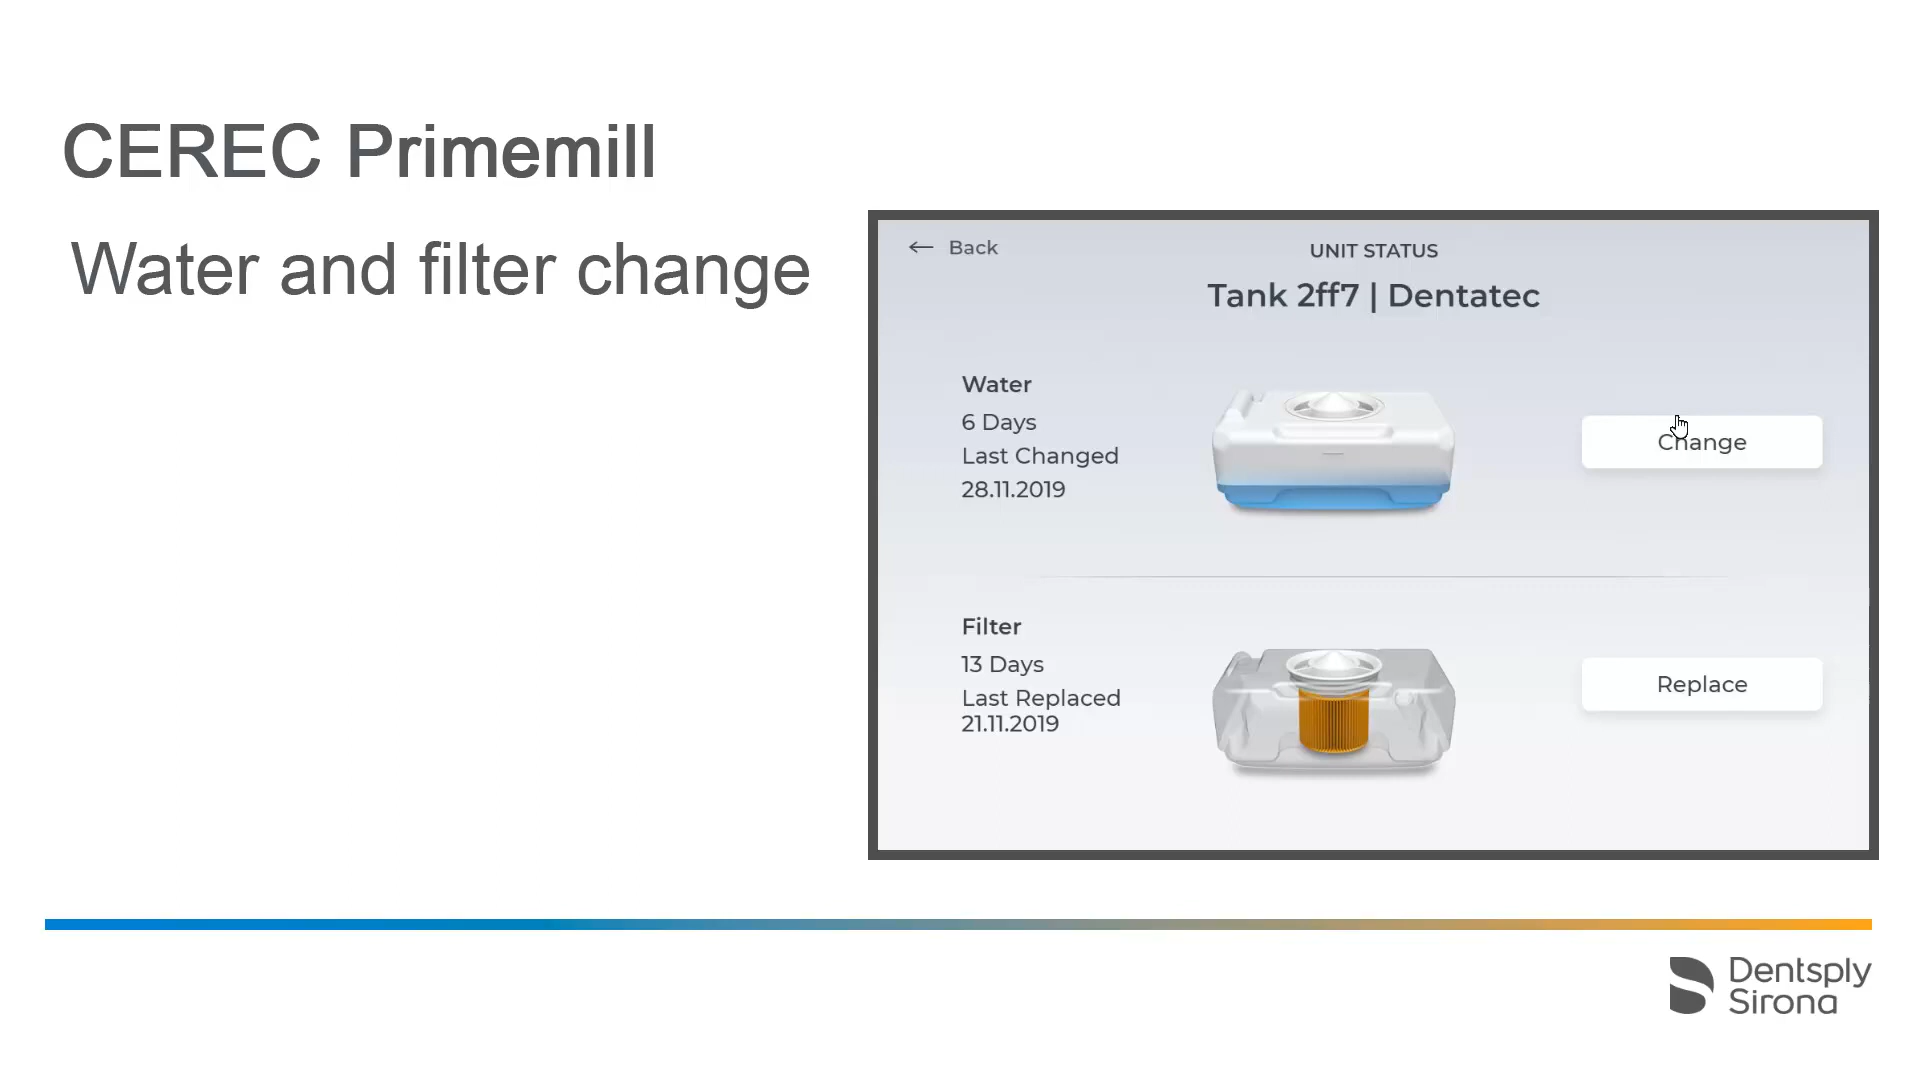 CEREC Primemill
Water and filter change
Back
UNIT STATUS
Tank 2ff7 | Dentatec
Water
6 Days
Last Changed
28.11.2019
Change
Filter
13 Days
Last Replaced
21.11.2019
Replace
Dentsply
Sirona